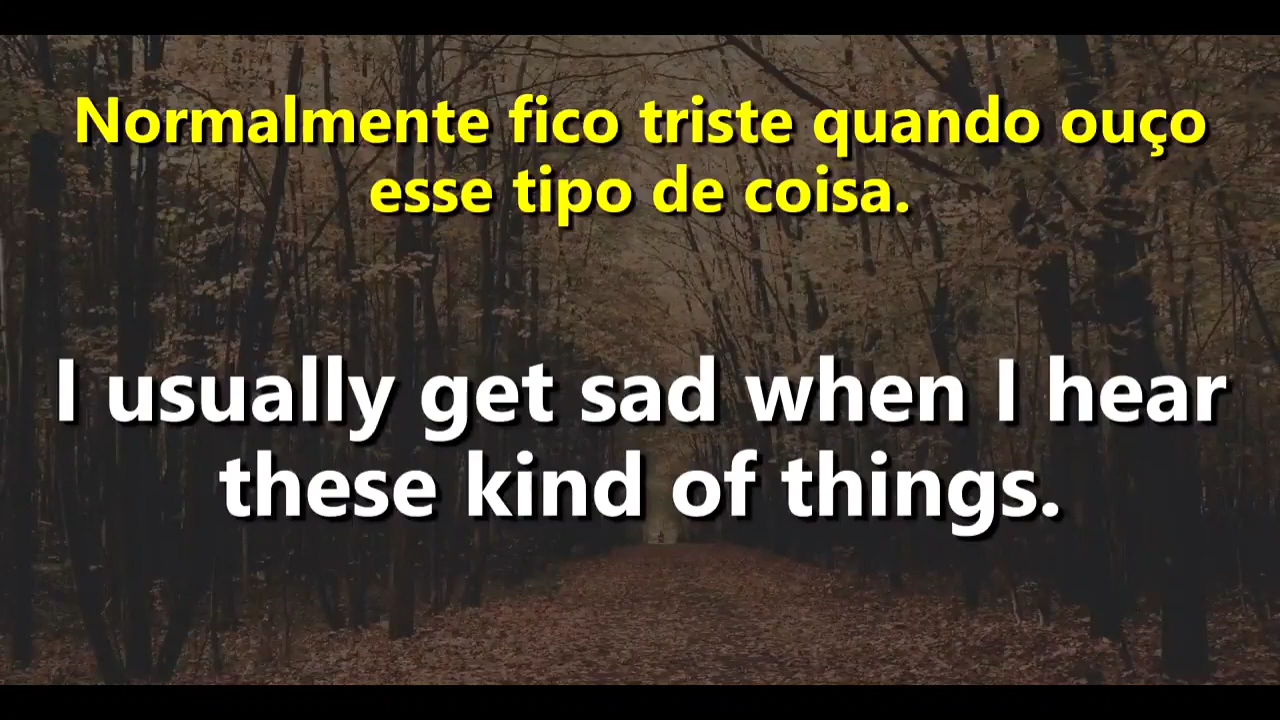 Normalmente fico triste quando ouço
esse tipo de coisa.
I usually get sad when I hear
these kind of things.